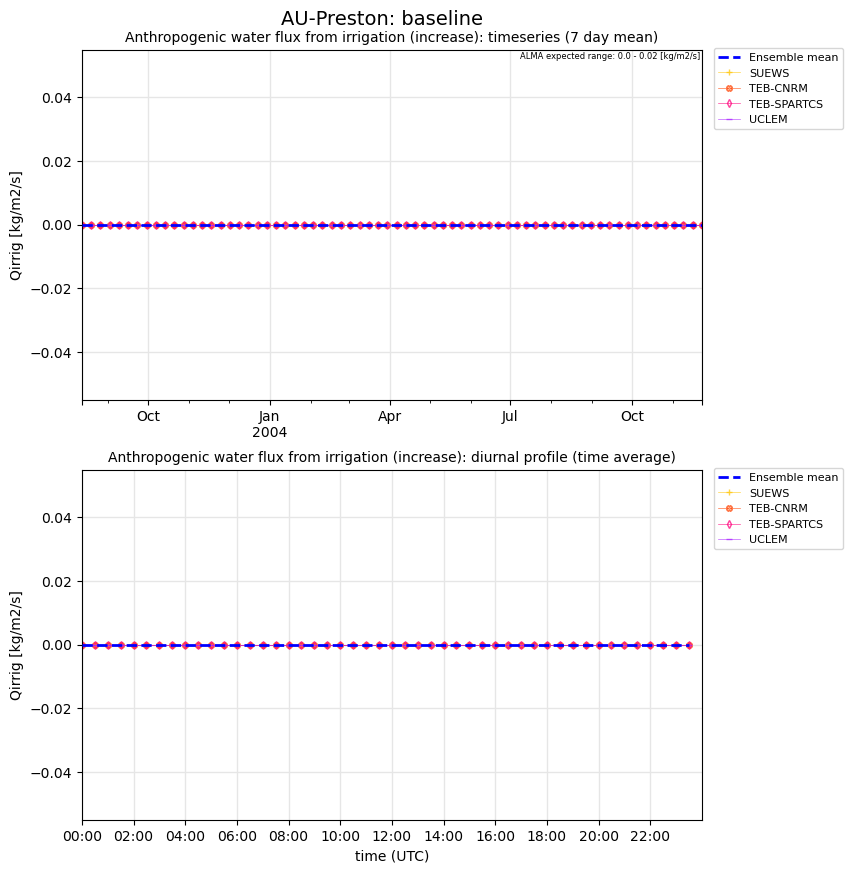 AU-Preston: baseline
Anthropogenic water flux from irrigation (increase): timeseries (7 day mean)
ALMA expected range: 0.0 - 0.02 [kg/m2/s]
Ensemble mean
SUEWS
TEB-CNRM
TEB-SPARTCS
UCLEM
Qirrig [kg/m2/s]
0.04
0.02
0.00
−0.02
−0.04
Oct Jan Apr Jul Oct
2004
Anthropogenic water flux from irrigation (increase): diurnal profile (time average)
Ensemble mean
SUEWS
TEB-CNRM
TEB-SPARTCS
UCLEM
Qirrig [kg/m2/s]
0.04
0.02
0.00
−0.02
−0.04
00:00 02:00 04:00 06:00 08:00 10:00 12:00 14:00 16:00 18:00 20:00 22:00
time (UTC)